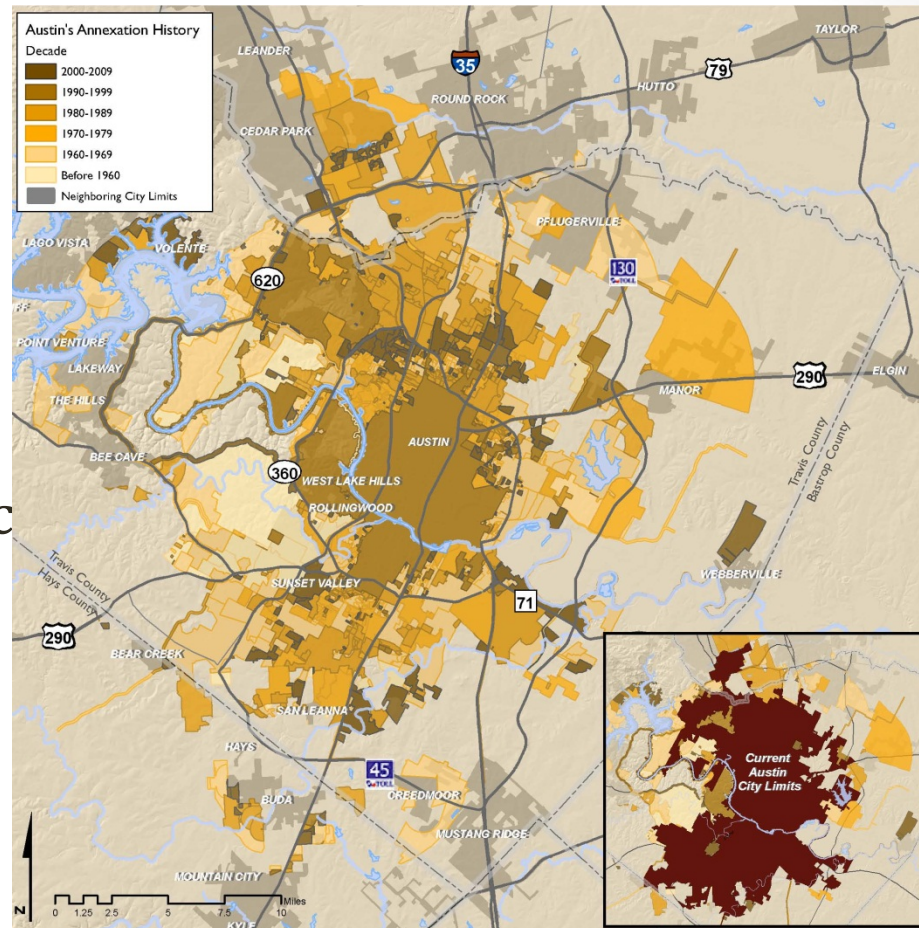 Austin's Annexation History
Decade
2000-2009
1990-1999
1980-1989
1970-1979
1960-1969
Before 1960
Neighboring City Limits
LEANDER
35
TAYLOR
79
HUTTO
ROUND ROCK
CEDAR PARK
PFLUGERVILLE
LAGO VISTA
VOLENTE
620
130
TOLL
POINT VENTURE
LAKEWAY
THE HILLS
290
ELGIN
MANOR
AUSTIN
BEE CAVE
360
WEST LAKE HILLS
ROLLINGWOOD
Travis County
Bastrop County
C
WEBBERVILLE
SUNSET VALLEY
71
Travis County
Hays County
290
BEAR CREEK
SAN LEANNA
HAYS
45
TOLL
BUDA
CREEDMOOR
MUSTANG RIDGE
MOUNTAIN CITY
KYLE
Current
Austin
City Limits
N
Miles
0 1.25 2.5 5 7.5 10